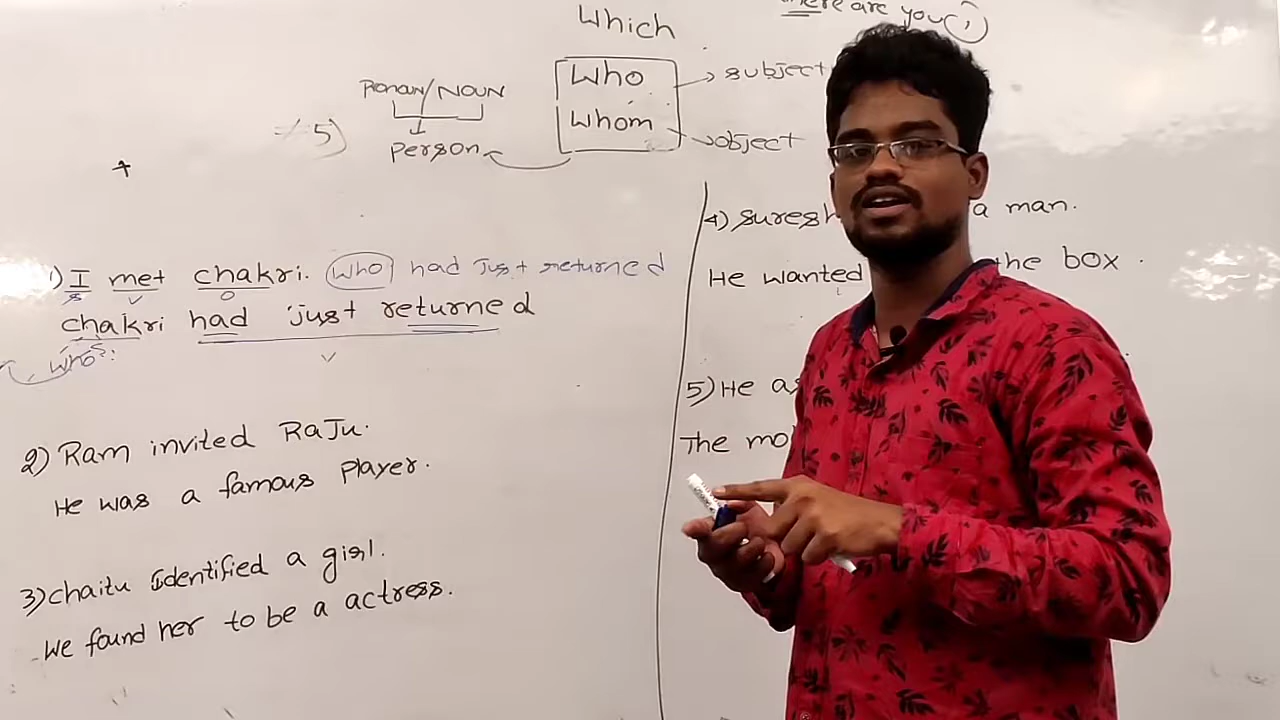 Which
are you
Pronoun/NOUN
Who → subject
5)
Person
Whom → object
4) Suresh a man.
He wanted the box.
1) I met chakri. who had just returned
S V O
chakri had just returned
who?
V
5) He
The
2) Ram invited Raju.
He was a famous Player.
3) Chaitu Identified a girl.
We found her to be a actress.